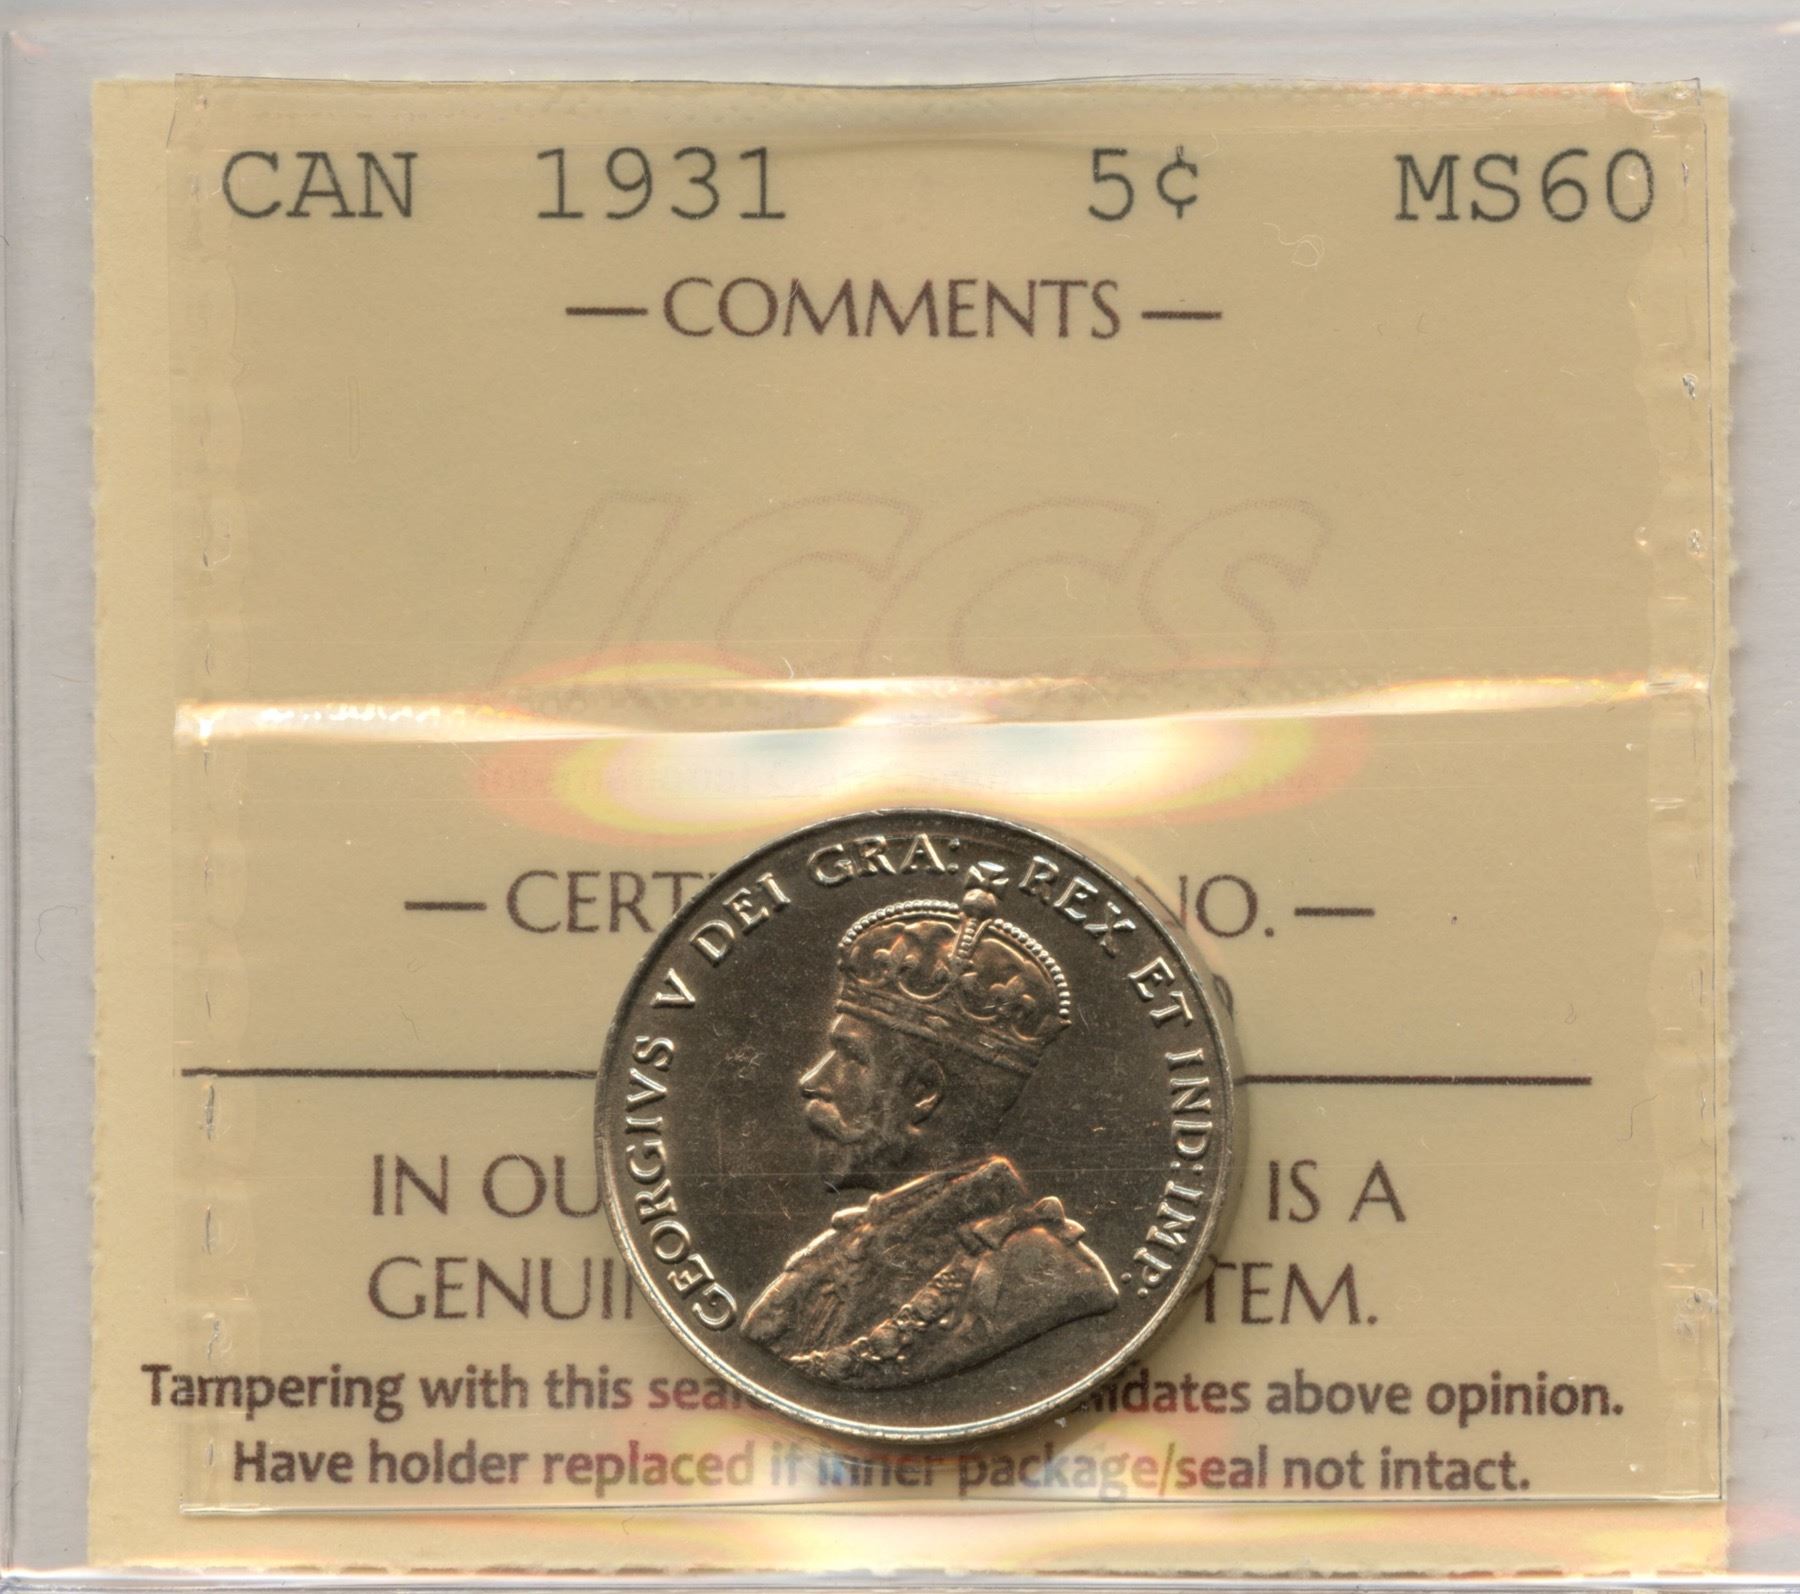 CAN 1931 5¢ MS60
— COMMENTS —
ICCS
— CERT NO. —
GEORGIVS V DEI GRA: REX ET IND: IMP:
IN OU IS A
GENUI TEM.
Tampering with this sea idates above opinion.
Have holder replaced if inner package/seal not intact.